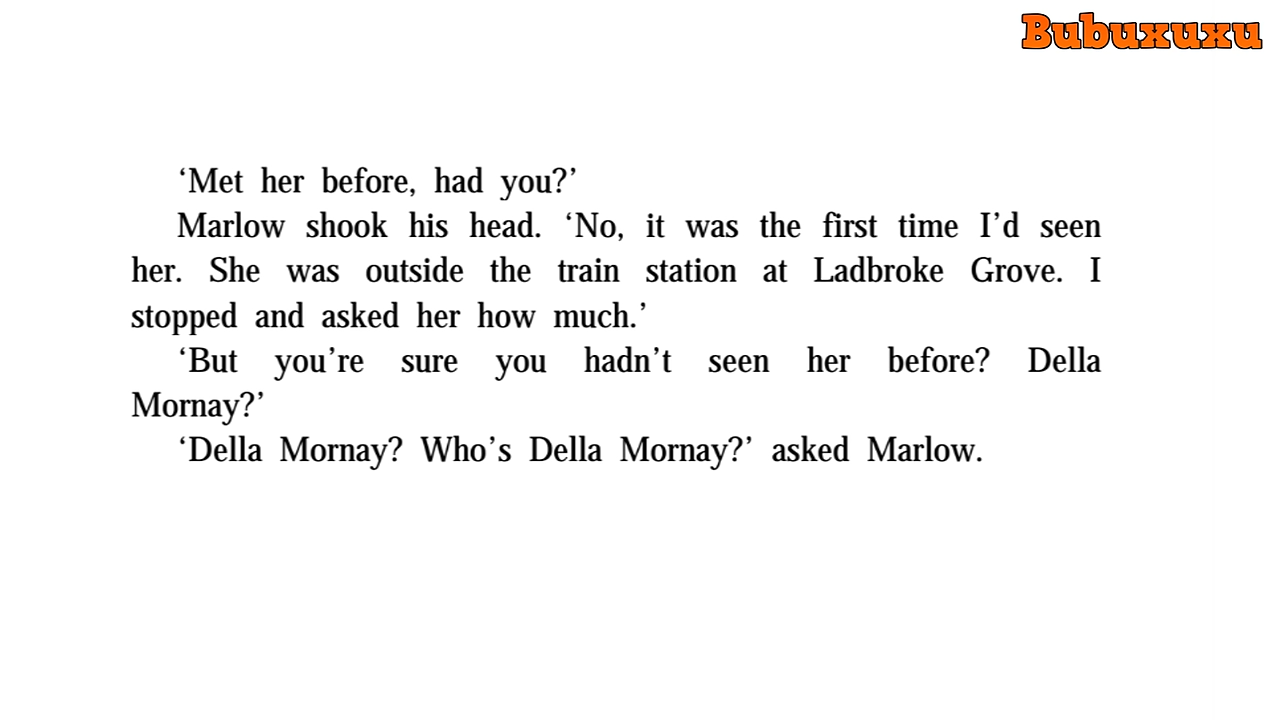 Bubuxuxu
‘Met her before, had you?’
Marlow shook his head. ‘No, it was the first time I’d seen
her. She was outside the train station at Ladbroke Grove. I
stopped and asked her how much.’
‘But you’re sure you hadn’t seen her before? Della
Mornay?’
‘Della Mornay? Who’s Della Mornay?’ asked Marlow.